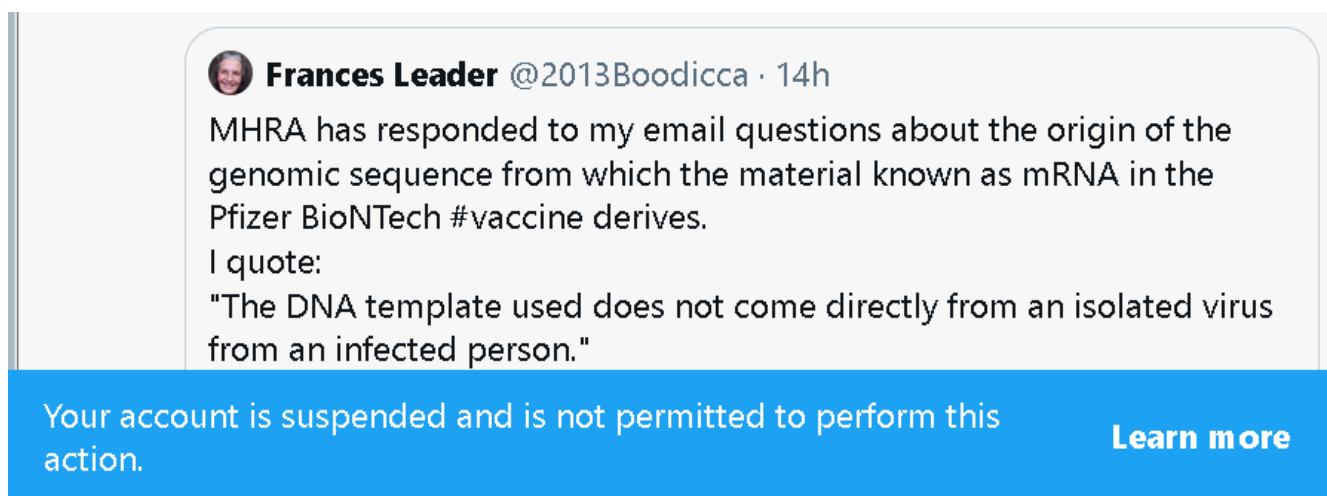 Frances Leader @2013Boodicca · 14h
MHRA has responded to my email questions about the origin of the
genomic sequence from which the material known as mRNA in the
Pfizer BioNTech #vaccine derives.
I quote:
"The DNA template used does not come directly from an isolated virus
from an infected person."
Your account is suspended and is not permitted to perform this
action.
Learn more